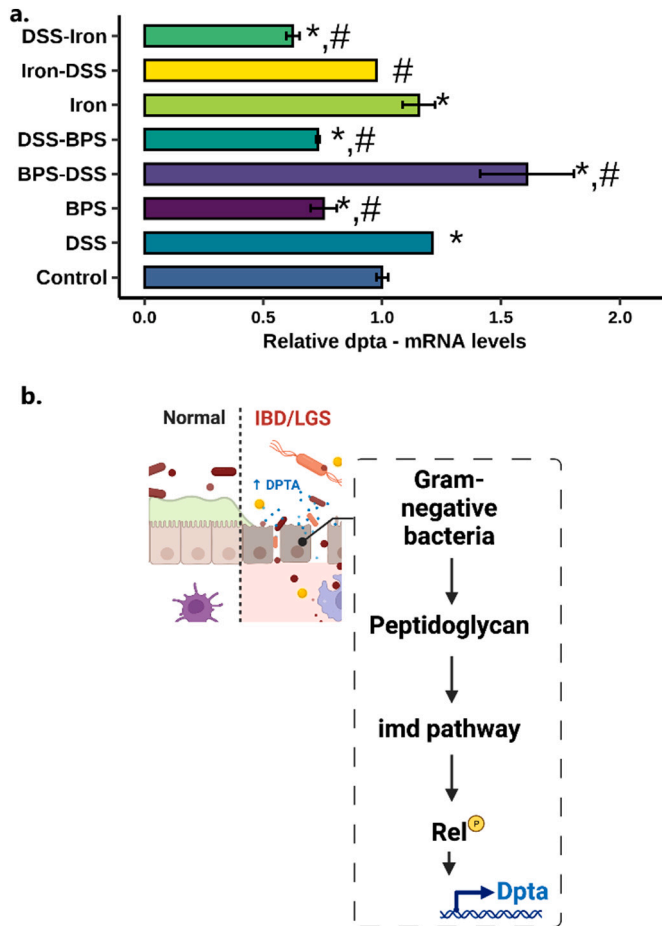 a.
DSS-Iron
*,#
Iron-DSS
#
Iron
*
DSS-BPS
*,#
BPS-DSS
*,#
BPS
*,#
DSS
*
Control
0.0 0.5 1.0 1.5 2.0
Relative dpta - mRNA levels
b.
Normal
IBD/LGS
↑ DPTA
Gram-
negative
bacteria
Peptidoglycan
imd pathway
Rel P
Dpta